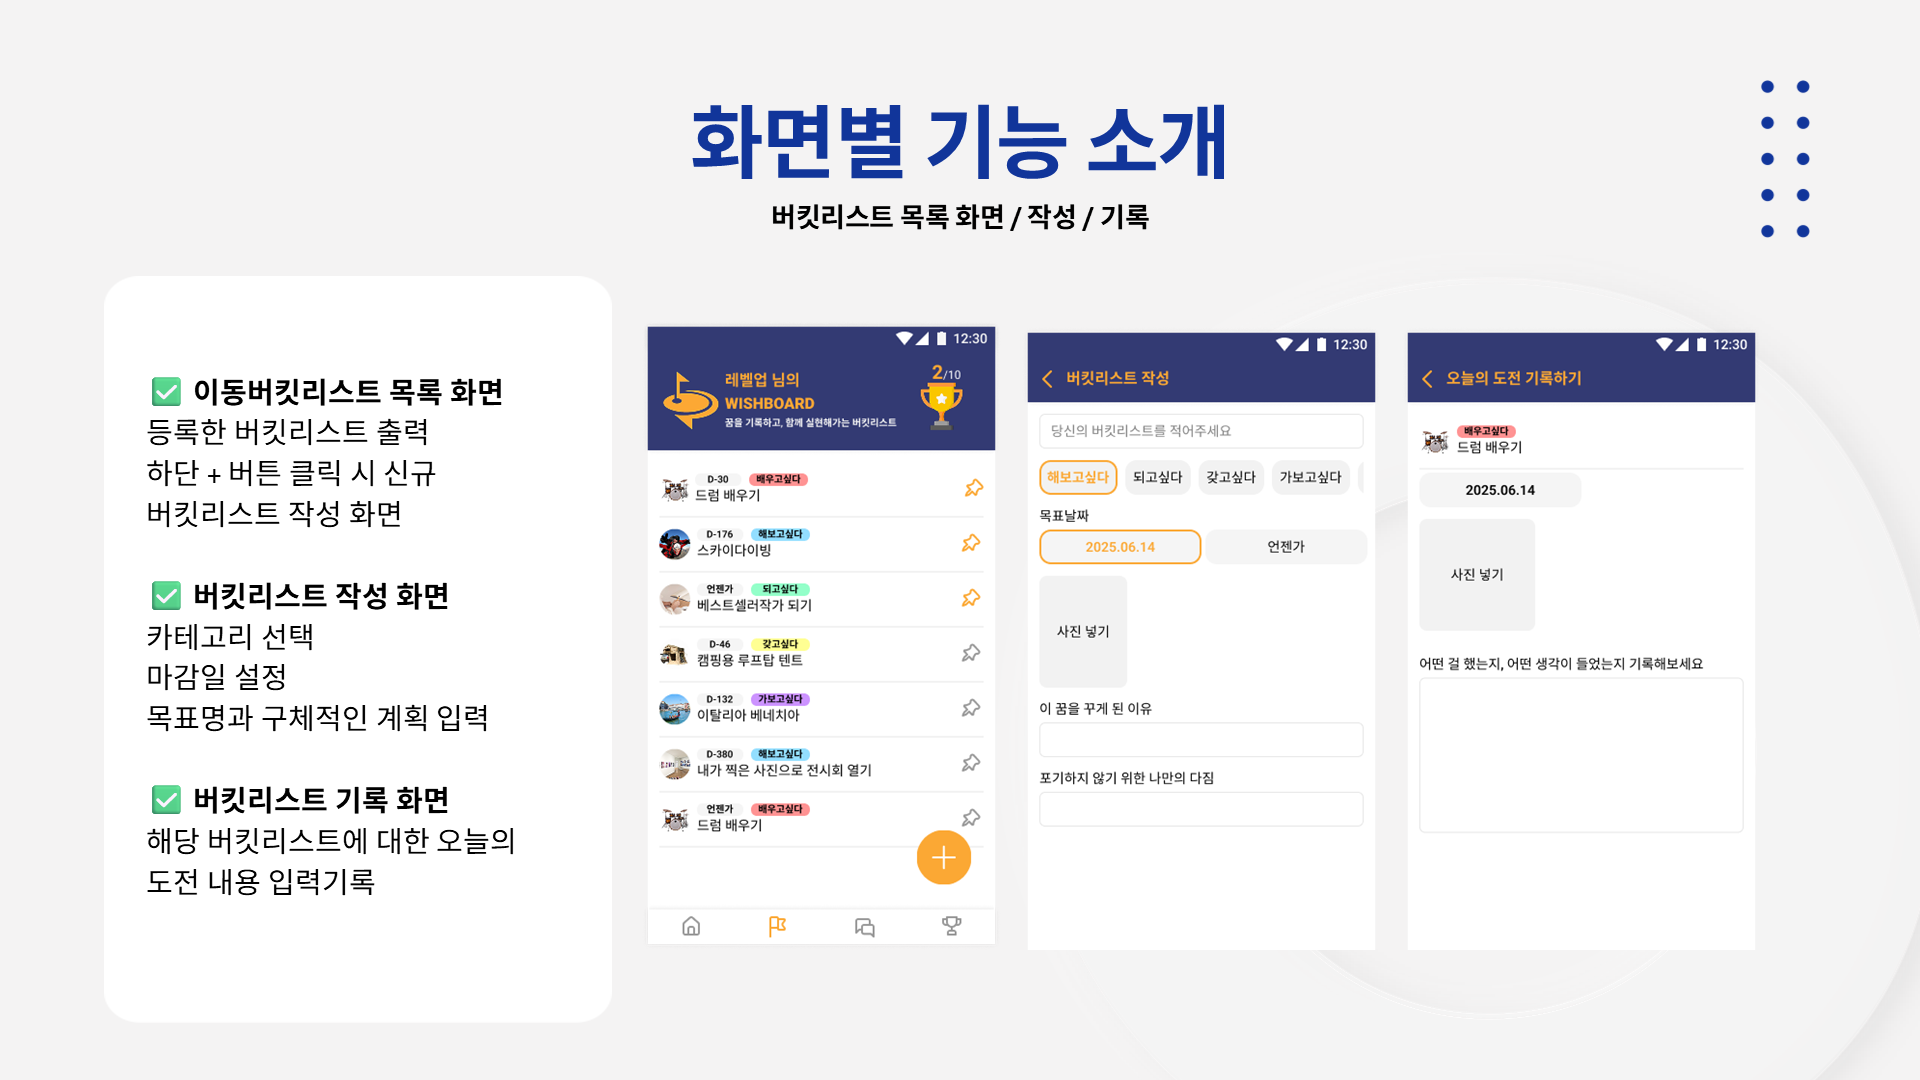 화면별 기능 소개
버킷리스트 목록 화면 / 작성 / 기록
✅ 이동버킷리스트 목록 화면
등록한 버킷리스트 출력
하단 + 버튼 클릭 시 신규
버킷리스트 작성 화면
✅ 버킷리스트 작성 화면
카테고리 선택
마감일 설정
목표명과 구체적인 계획 입력
✅ 버킷리스트 기록 화면
해당 버킷리스트에 대한 오늘의
도전 내용 입력기록
12:30
레벨업 님의
WISHBOARD
꿈을 기록하고, 함께 실현해가는 버킷리스트
2/10
D-30 배우고싶다
드럼 배우기
D-176 해보고싶다
스카이다이빙
언젠가 되고싶다
베스트셀러작가 되기
D-46 갖고싶다
캠핑용 루프탑 텐트
D-132 가보고싶다
이탈리아 베네치아
D-380 해보고싶다
내가 찍은 사진으로 전시회 열기
언젠가 배우고싶다
드럼 배우기
12:30
버킷리스트 작성
당신의 버킷리스트를 적어주세요
해보고싶다 되고싶다 갖고싶다 가보고싶다
목표날짜
2025.06.14 언젠가
사진 넣기
이 꿈을 꾸게 된 이유
포기하지 않기 위한 나만의 다짐
12:30
오늘의 도전 기록하기
배우고싶다
드럼 배우기
2025.06.14
사진 넣기
어떤 걸 했는지, 어떤 생각이 들었는지 기록해보세요